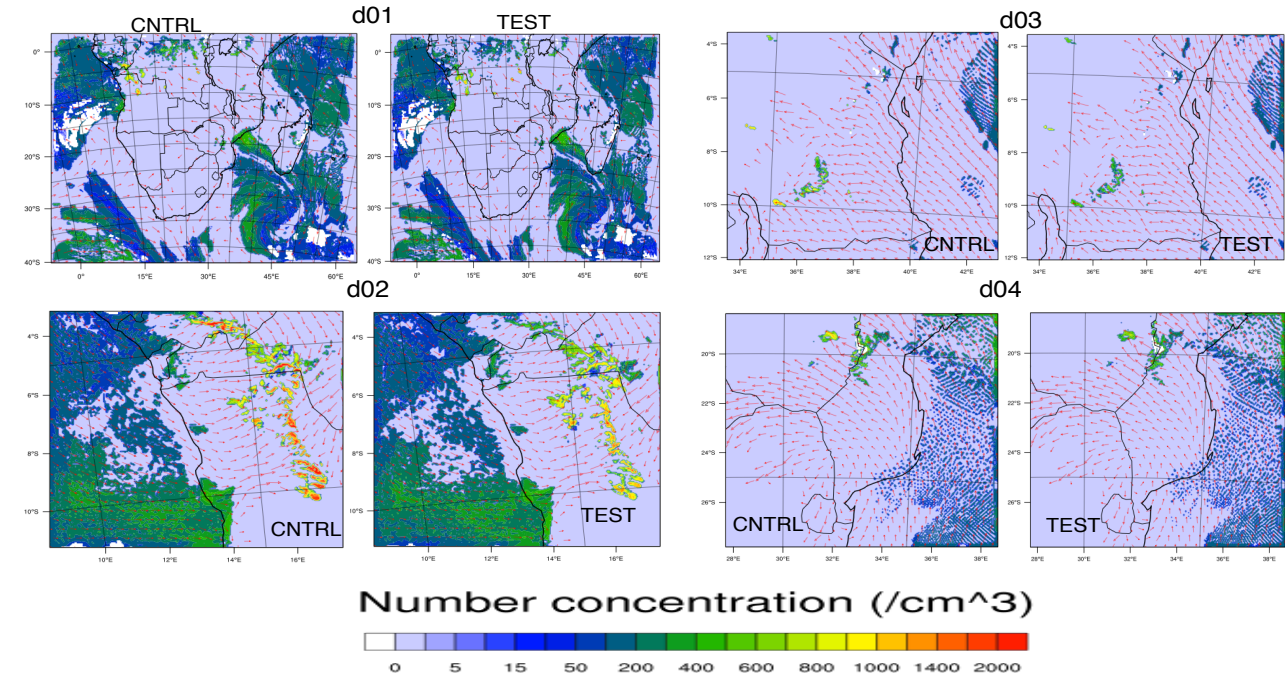 d01
CNTRL
TEST
0°
10°S
20°S
30°S
40°S
0°
15°E
30°E
45°E
60°E
0°
10°S
20°S
30°S
40°S
0°
15°E
30°E
45°E
60°E
d03
4°S
6°S
8°S
10°S
12°S
34°E
36°E
38°E
40°E
42°E
CNTRL
4°S
6°S
8°S
10°S
12°S
34°E
36°E
38°E
40°E
42°E
TEST
d02
4°S
6°S
8°S
10°S
10°E
12°E
14°E
16°E
CNTRL
4°S
6°S
8°S
10°S
10°E
12°E
14°E
16°E
TEST
d04
20°S
22°S
24°S
26°S
28°E
30°E
32°E
34°E
36°E
38°E
CNTRL
20°S
22°S
24°S
26°S
28°E
30°E
32°E
34°E
36°E
38°E
TEST
Number concentration (/cm^3)
0 5 15 50 200 400 600 800 1000 1400 2000